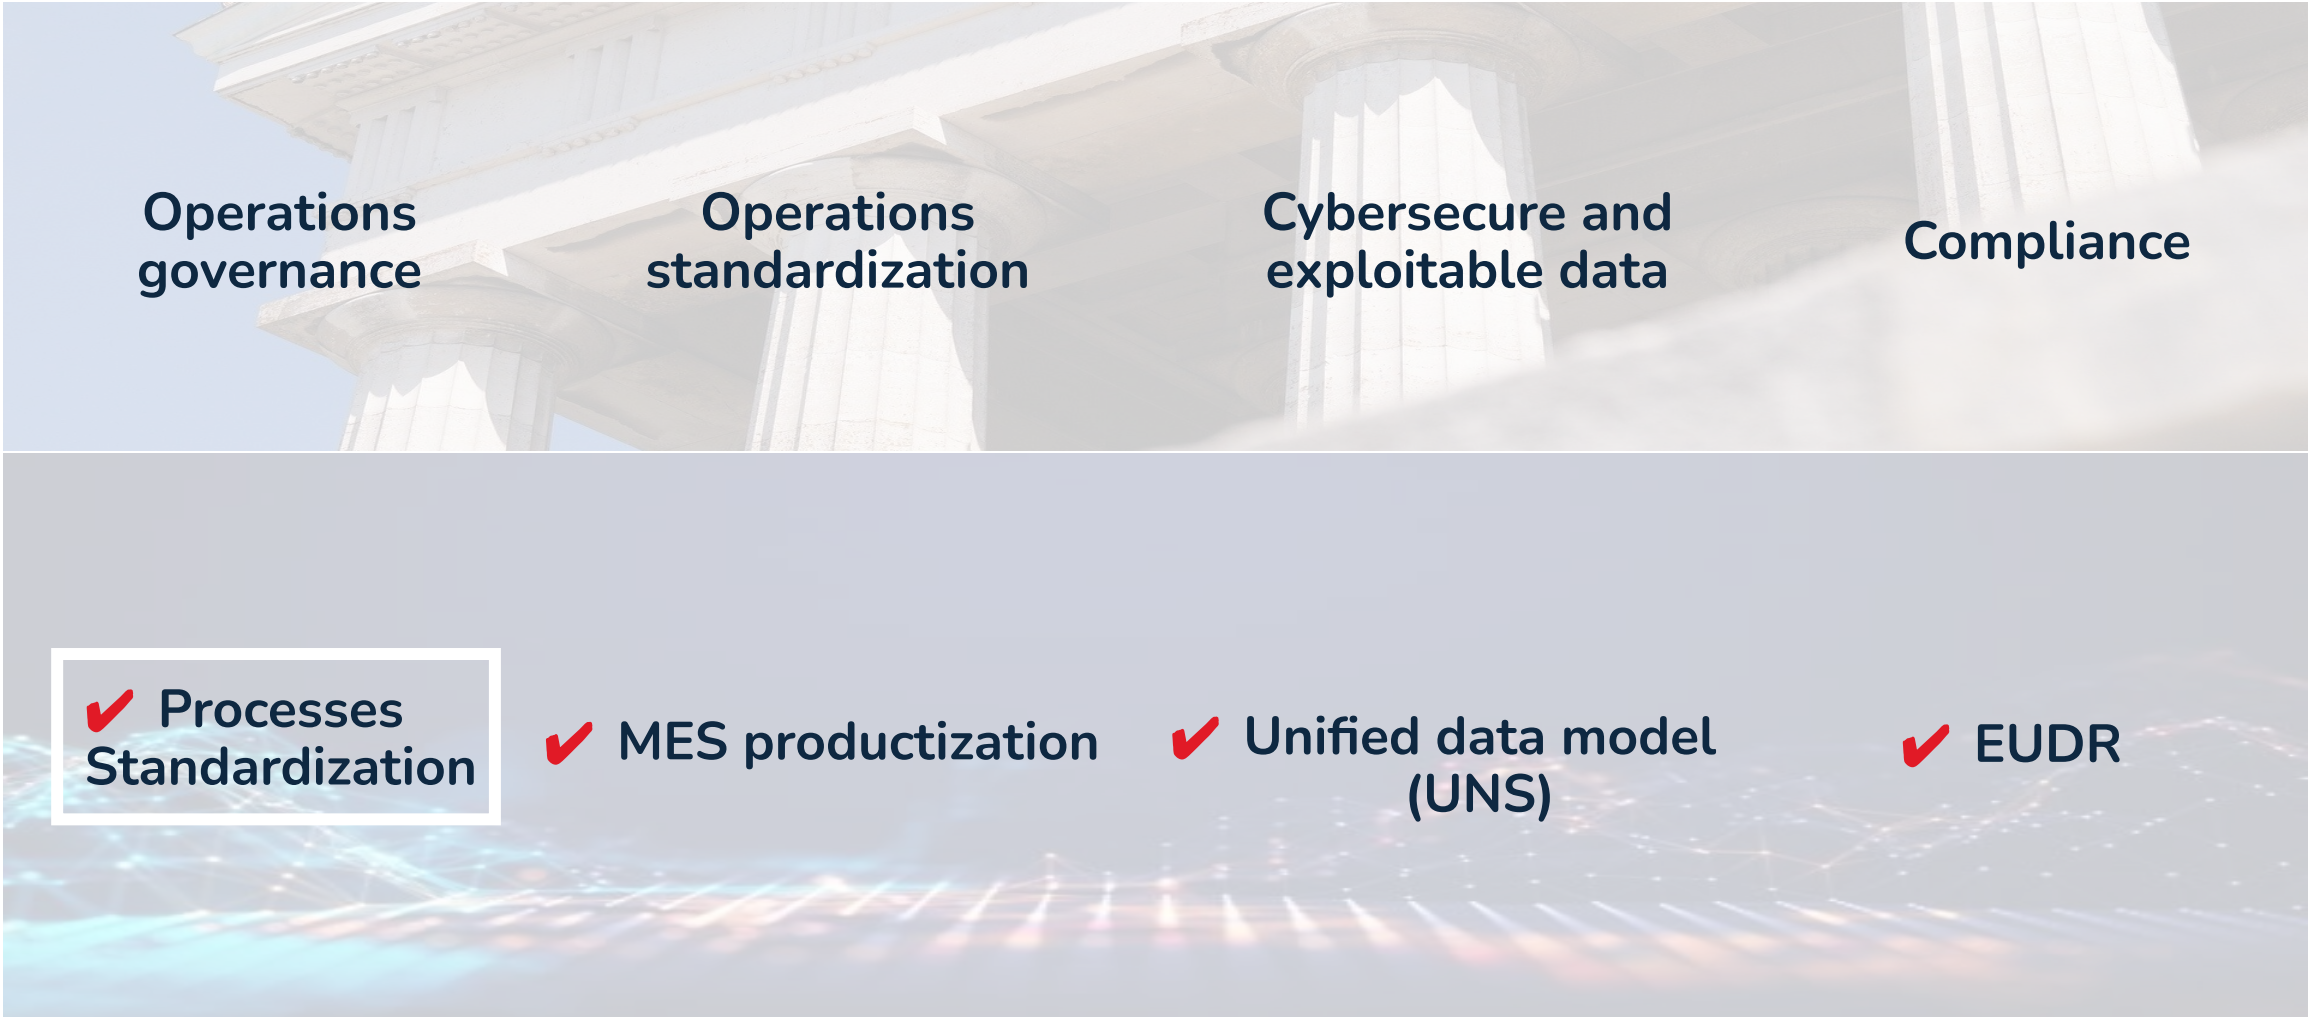 Operations
governance
Operations
standardization
Cybersecure and
exploitable data
Compliance
✔ Processes
Standardization
✔ MES productization
✔ Unified data model
(UNS)
✔ EUDR